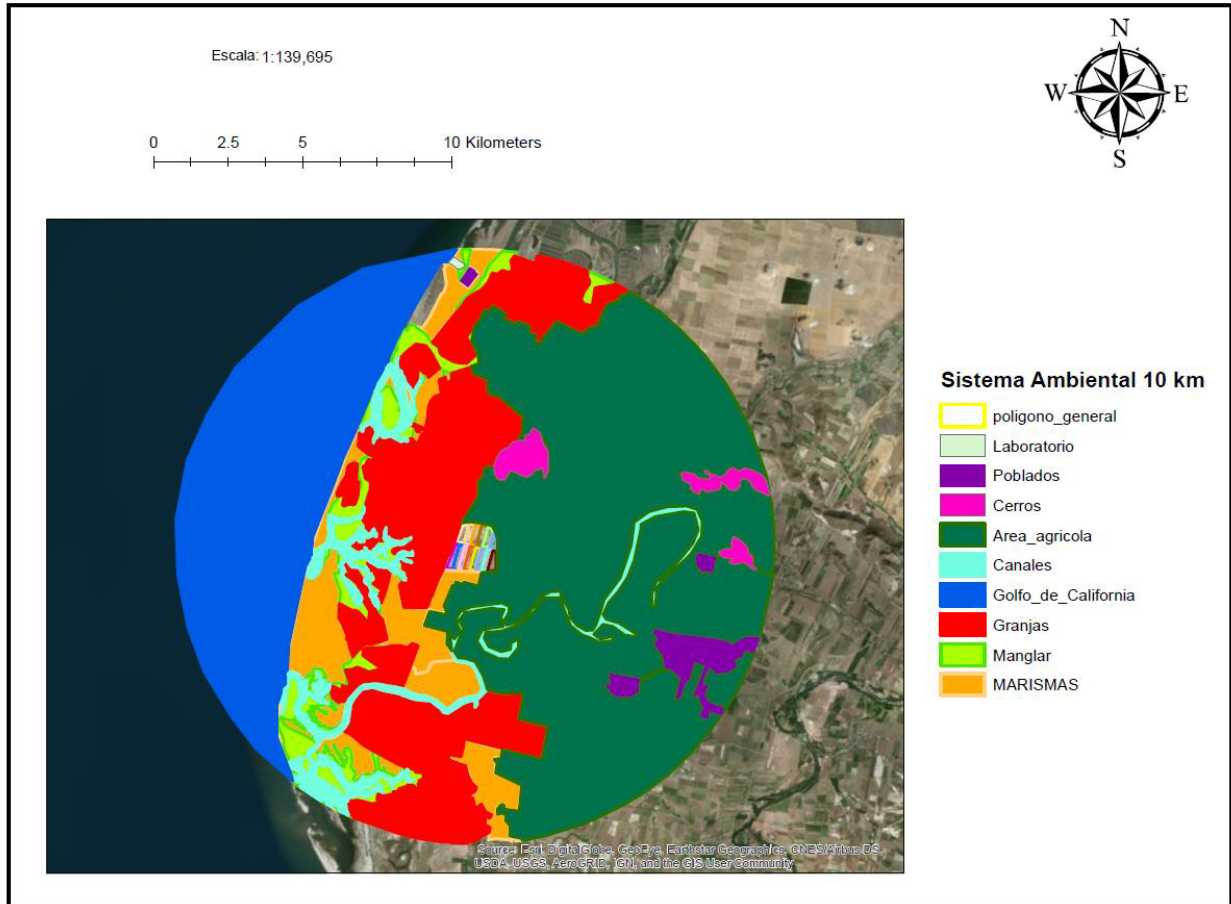 Escala: 1:139,695
N
W E
S
0 2.5 5 10 Kilometers
Sistema Ambiental 10 km
poligono_general
Laboratorio
Poblados
Cerros
Area_agricola
Canales
Golfo_de_California
Granjas
Manglar
MARISMAS
Source: Esri, DigitalGlobe, GeoEye, Earthstar Geographics, CNES/Airbus DS,
USDA, USGS, AeroGRID, IGN, and the GIS User Community